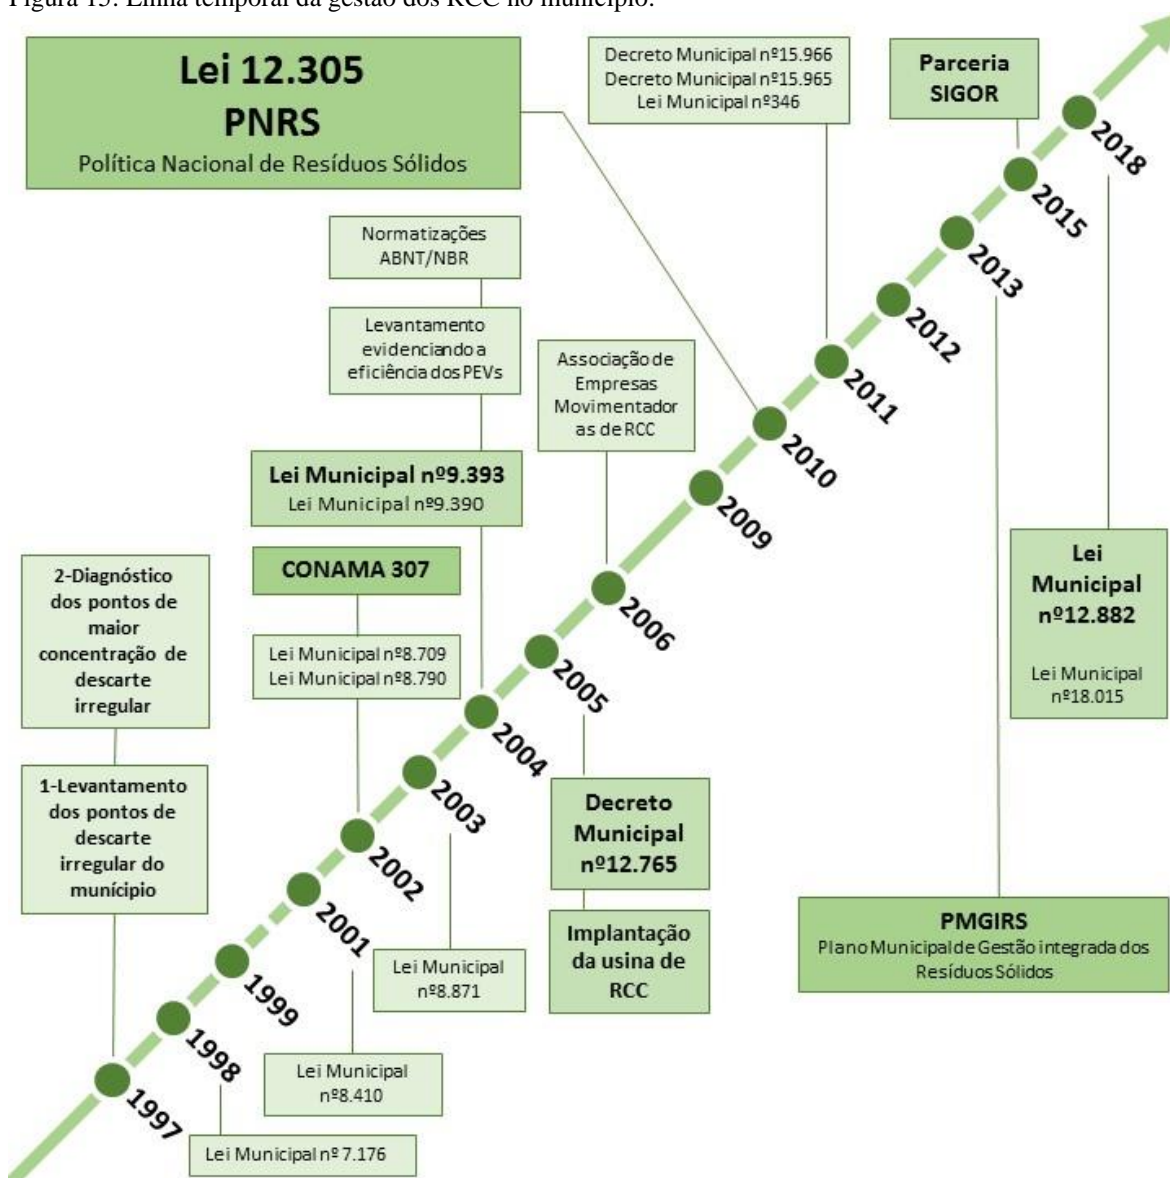 Figura 15: Linha temporal da gestão dos RCC no município.
Lei 12.305
PNRS
Política Nacional de Resíduos Sólidos
Decreto Municipal nº15.966
Decreto Municipal nº15.965
Lei Municipal nº346
Parceria
SIGOR
Normatizações
ABNT/NBR
Levantamento
evidenciando a
eficiência dos PEVs
Associação de
Empresas
Movimentador
as de RCC
Lei Municipal nº9.393
Lei Municipal nº9.390
CONAMA 307
Lei Municipal nº8.709
Lei Municipal nº8.790
2-Diagnóstico
dos pontos de
maior
concentração de
descarte
irregular
1-Levantamento
dos pontos de
descarte
irregular do
munícipio
2018
2015
2013
2012
2011
2010
2009
2006
2005
2004
2003
2002
2001
1999
1998
1997
Lei
Municipal
nº12.882
Lei Municipal
nº18.015
Decreto
Municipal
nº12.765
Implantação
da usina de
RCC
PMGIRS
Plano Municipal de Gestão integrada dos
Resíduos Sólidos
Lei Municipal
nº8.871
Lei Municipal
nº8.410
Lei Municipal nº 7.176